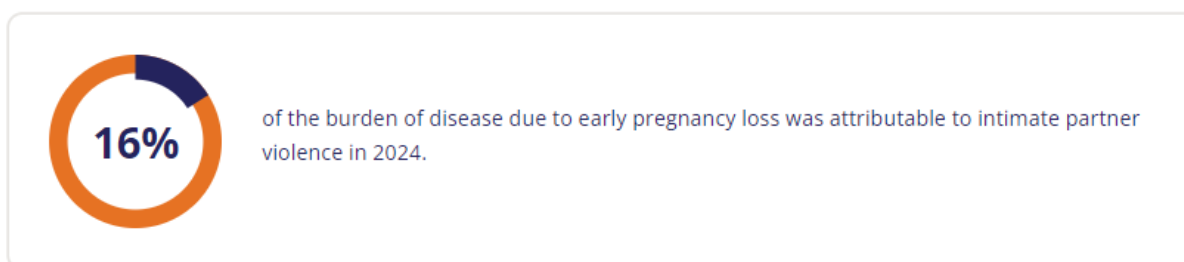 16%
of the burden of disease due to early pregnancy loss was attributable to intimate partner
violence in 2024.